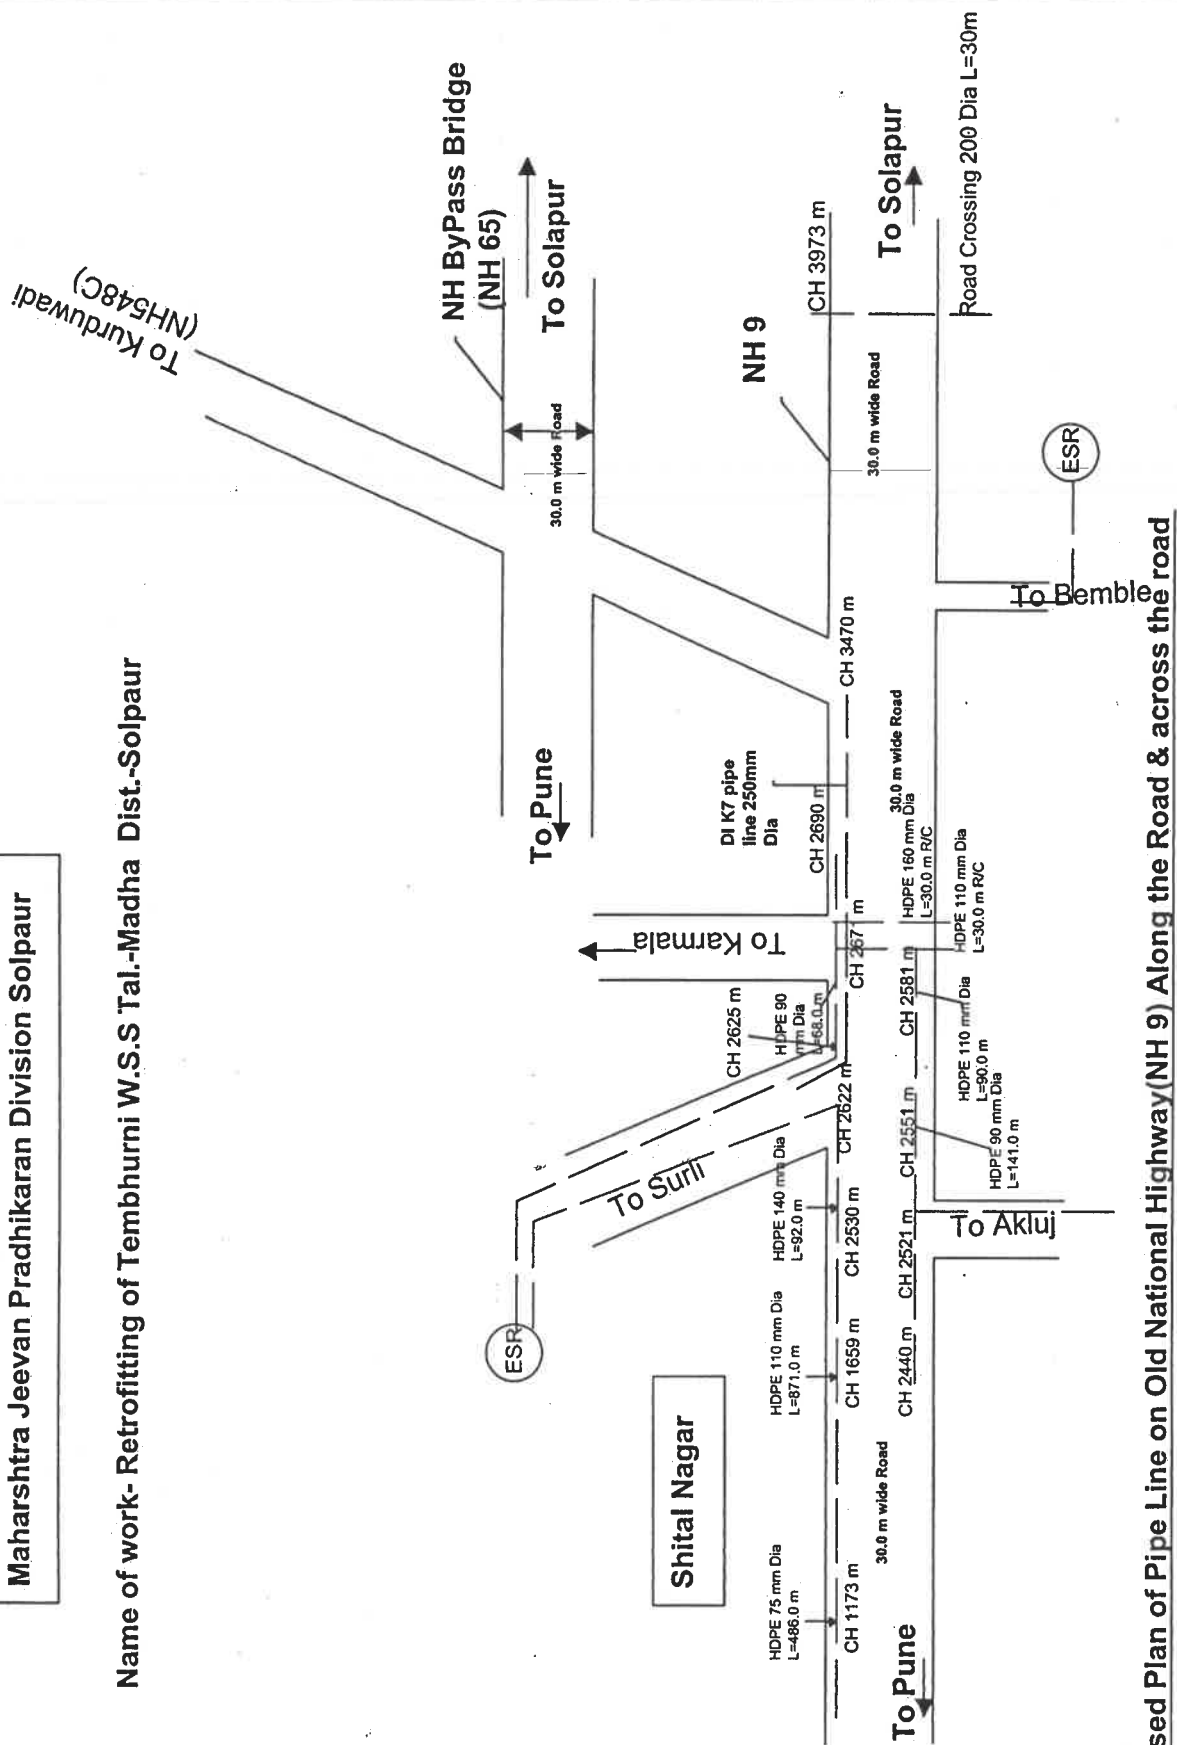 Maharshtra Jeevan Pradhikaran Division Solpaur
Name of work- Retrofitting of Tembhurni W.S.S Tal.-Madha Dist.-Solpaur
To Kurduwadi
(NH548C)
NH ByPass Bridge
(NH 65)
To Solapur
30.0 m wide Road
To Pune
NH 9
CH 3973 m
To Solapur
Road Crossing 200 Dia L=30m
30.0 m wide Road
ESR
To Bemble
CH 3470 m
30.0 m wide Road
DI K7 pipe
line 250mm
Dia
CH 2690 m
To Karmala
CH 2671 m
HDPE 160 mm Dia
L=30.0 m R/C
HDPE 110 mm Dia
L=30.0 m R/C
CH 2625 m
HDPE 90
mm Dia
L=68.0 m
CH 2581 m
HDPE 110 mm Dia
L=90.0 m
CH 2622 m
CH 2551 m
HDPE 90 mm Dia
L=141.0 m
To Surli
ESR
HDPE 140 mm Dia
L=92.0 m
CH 2530 m
CH 2521 m
To Akluj
HDPE 110 mm Dia
L=871.0 m
CH 1659 m
CH 2440 m
Shital Nagar
HDPE 75 mm Dia
L=486.0 m
CH 1173 m
30.0 m wide Road
To Pune
sed Plan of Pipe Line on Old National Highway(NH 9) Along the Road & across the road